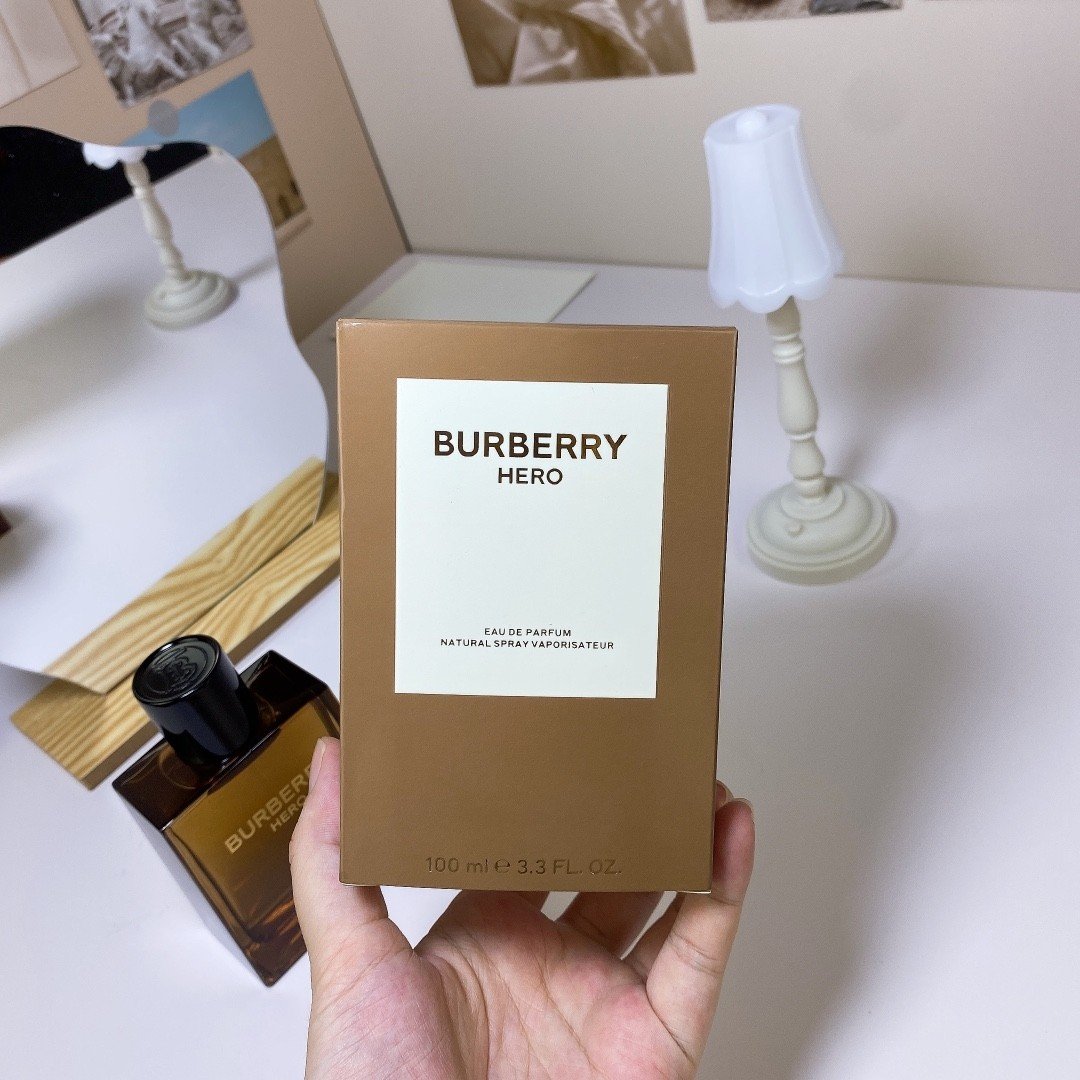 BURBERRY
HERO
EAU DE PARFUM
NATURAL SPRAY VAPORISATEUR
100 ml ℮ 3.3 FL. OZ.
BURBERRY
HERO